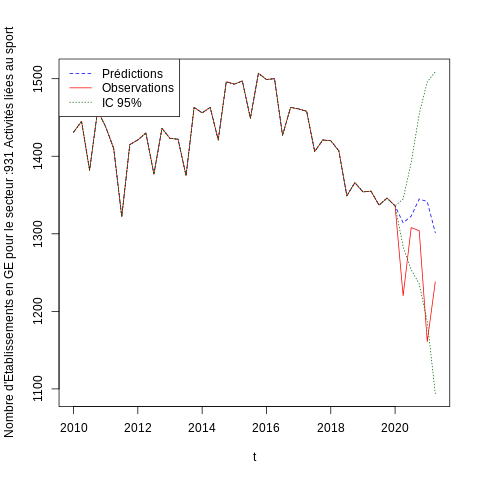 Nombre d'Etablissements en GE pour le secteur :931 Activités liées au sport
1500
1400
1300
1200
1100
Prédictions
Observations
IC 95%
2010
2012
2014
2016
2018
2020
t